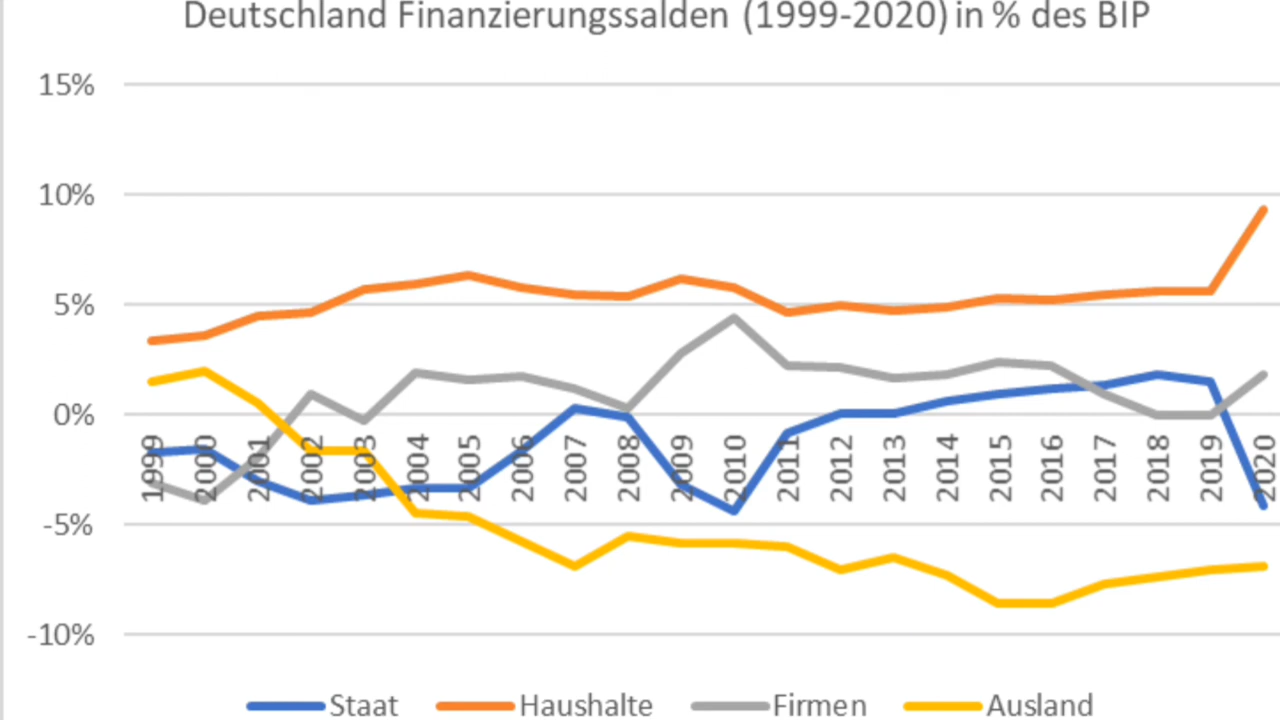 Deutschland Finanzierungssalden (1999-2020) in % des BIP
15%
10%
5%
0%
1999 2000 2001 2002 2003 2004 2005 2006 2007 2008 2009 2010 2011 2012 2013 2014 2015 2016 2017 2018 2019 2020
-5%
-10%
Staat Haushalte Firmen Ausland